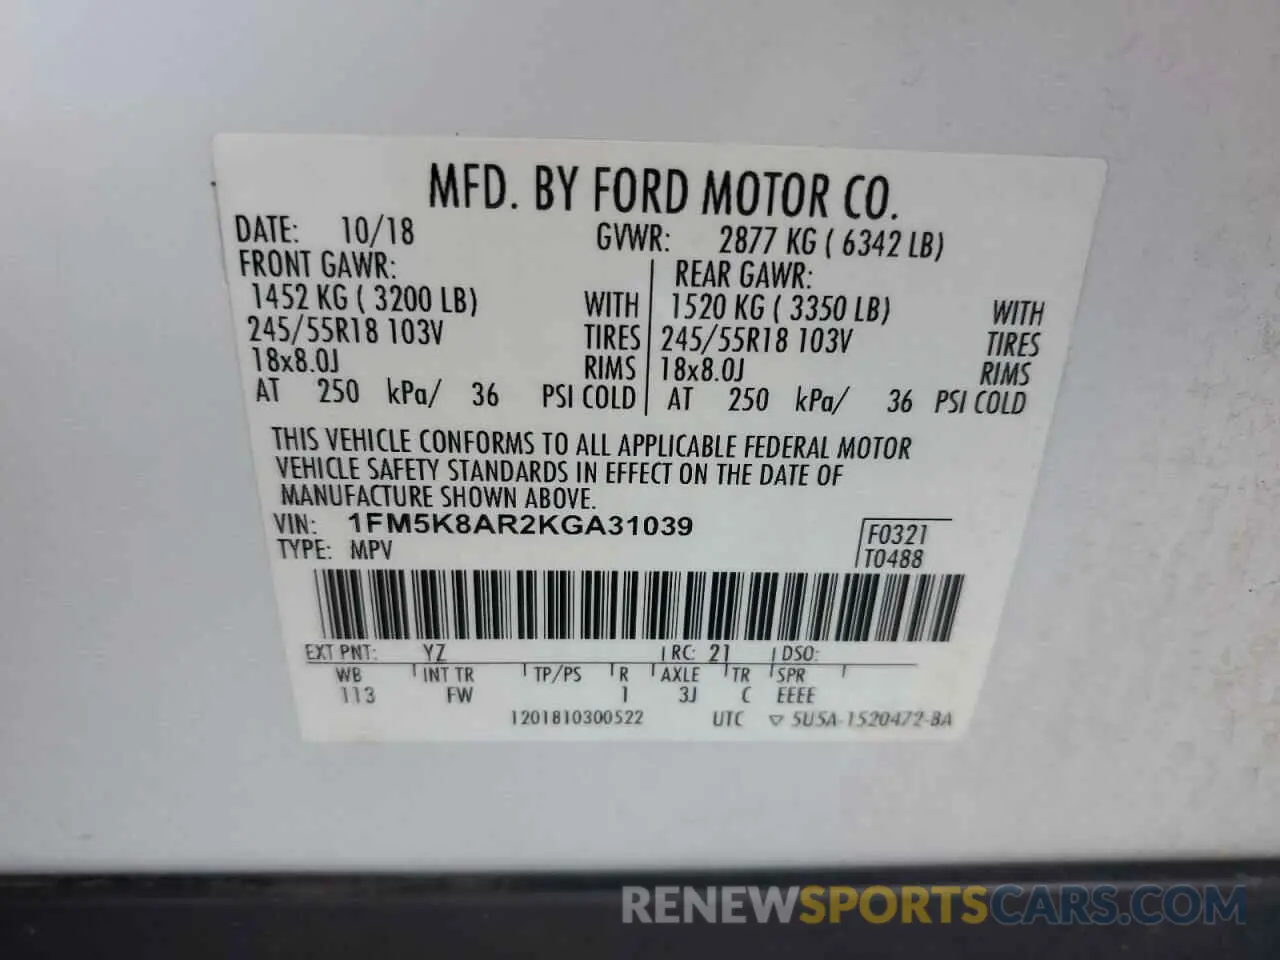 MFD. BY FORD MOTOR CO.
DATE: 10/18 GVWR: 2877 KG ( 6342 LB)
FRONT GAWR: REAR GAWR:
1452 KG ( 3200 LB) WITH 1520 KG ( 3350 LB) WITH
245/55R18 103V TIRES 245/55R18 103V TIRES
18x8.0J RIMS 18x8.0J RIMS
AT 250 kPa/ 36 PSI COLD AT 250 kPa/ 36 PSI COLD
THIS VEHICLE CONFORMS TO ALL APPLICABLE FEDERAL MOTOR
VEHICLE SAFETY STANDARDS IN EFFECT ON THE DATE OF
MANUFACTURE SHOWN ABOVE.
VIN: 1FM5K8AR2KGA31039 F0321
TYPE: MPV T0488
EXT PNT: YZ RC: 21 DSO:
WB INT TR TP/PS R AXLE TR SPR
113 FW 1 3J C EEEE
1201810300522 UTC ▽ 5U5A-1520472-BA
RENEWSPORTSCARS.COM